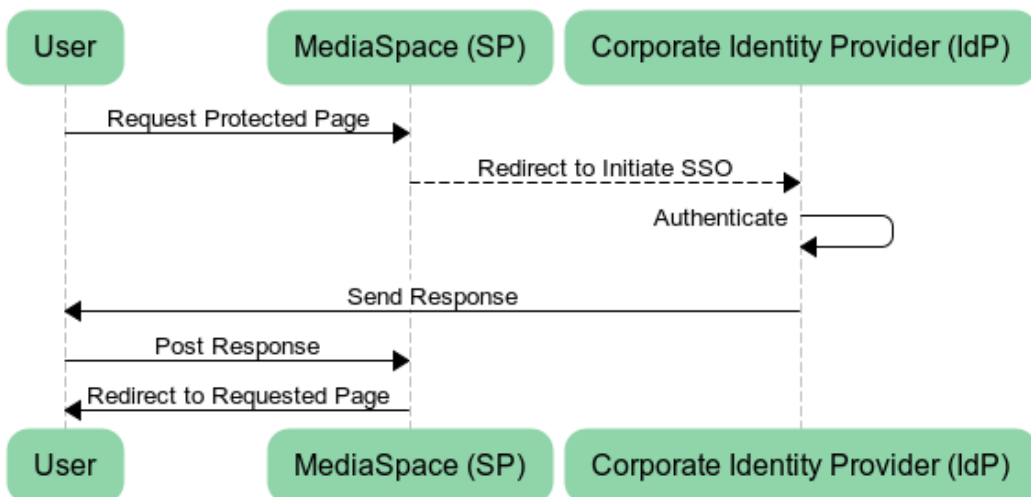 User
MediaSpace (SP)
Corporate Identity Provider (IdP)
Request Protected Page
Redirect to Initiate SSO
Authenticate
Send Response
Post Response
Redirect to Requested Page
User
MediaSpace (SP)
Corporate Identity Provider (IdP)